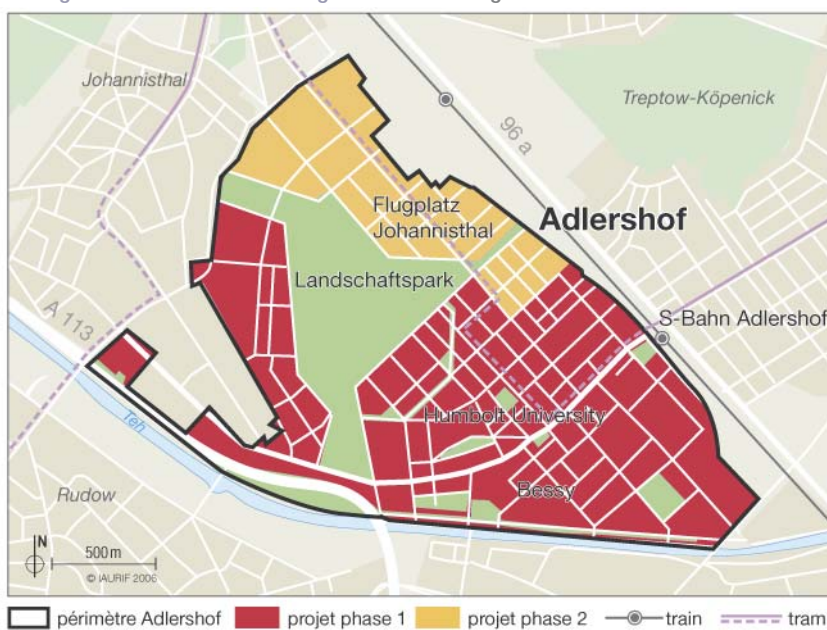 Johannisthal
Treptow-Köpenick
96 a
Flugplatz
Johannisthal
Adlershof
Landschaftspark
S-Bahn Adlershof
A 113
Teh
Humbolt University
Rudow
Bessy
N
500 m
© IAURIF 2006
périmètre Adlershof projet phase 1 projet phase 2 train tram